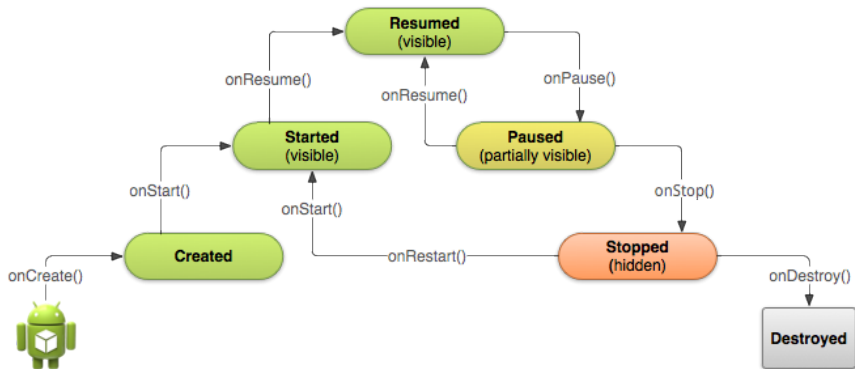 Resumed
(visible)
onResume()
onResume()
onPause()
Started
(visible)
Paused
(partially visible)
onStart()
onStart()
onStop()
Created
onRestart()
Stopped
(hidden)
onCreate()
onDestroy()
Destroyed